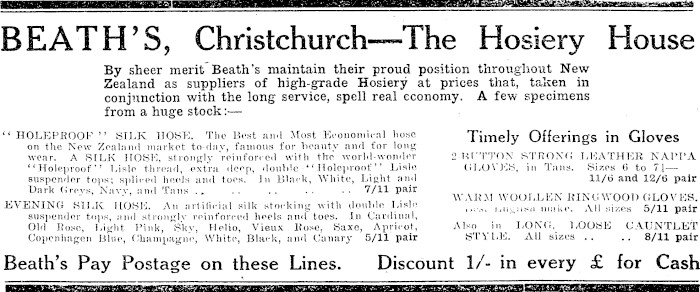 BEATH'S, Christchurch—The Hosiery House
By sheer merit Beath's maintain their proud position throughout New
Zealand as suppliers of high-grade Hosiery at prices that, taken in
conjunction with the long service, spell real economy. A few specimens
from a huge stock:—
"HOLEPROOF" SILK HOSE. The Best and Most Economical hose
on the New Zealand market to-day, famous for beauty and for long
wear. A SILK HOSE, strongly reinforced with the world-wonder
"Holeproof" Lisle thread, extra deep, double "Holeproof" Lisle
suspender tops; spliced heels and toes. In Black, White, Light and
Dark Greys, Navy, and Tans .. .. .. .. .. .. 7/11 pair
EVENING SILK HOSE. An artificial silk stocking with double Lisle
suspender tops, and strongly reinforced heels and toes. In Cardinal,
Old Rose, Light Pink, Sky, Helio, Vieux Rose, Saxe, Apricot,
Copenhagen Blue, Champagne, White, Black, and Canary 5/11 pair
Timely Offerings in Gloves
2 BUTTON STRONG LEATHER NAPPA
GLOVES, in Tans. Sizes 6 to 7½—
11/6 and 12/6 pair
WARM WOOLLEN RINGWOOD GLOVES,
best English make. All sizes 5/11 pair
Also in LONG, LOOSE GAUNTLET
STYLE. All sizes .. .. 8/11 pair
Beath's Pay Postage on these Lines. Discount 1/- in every £ for Cash